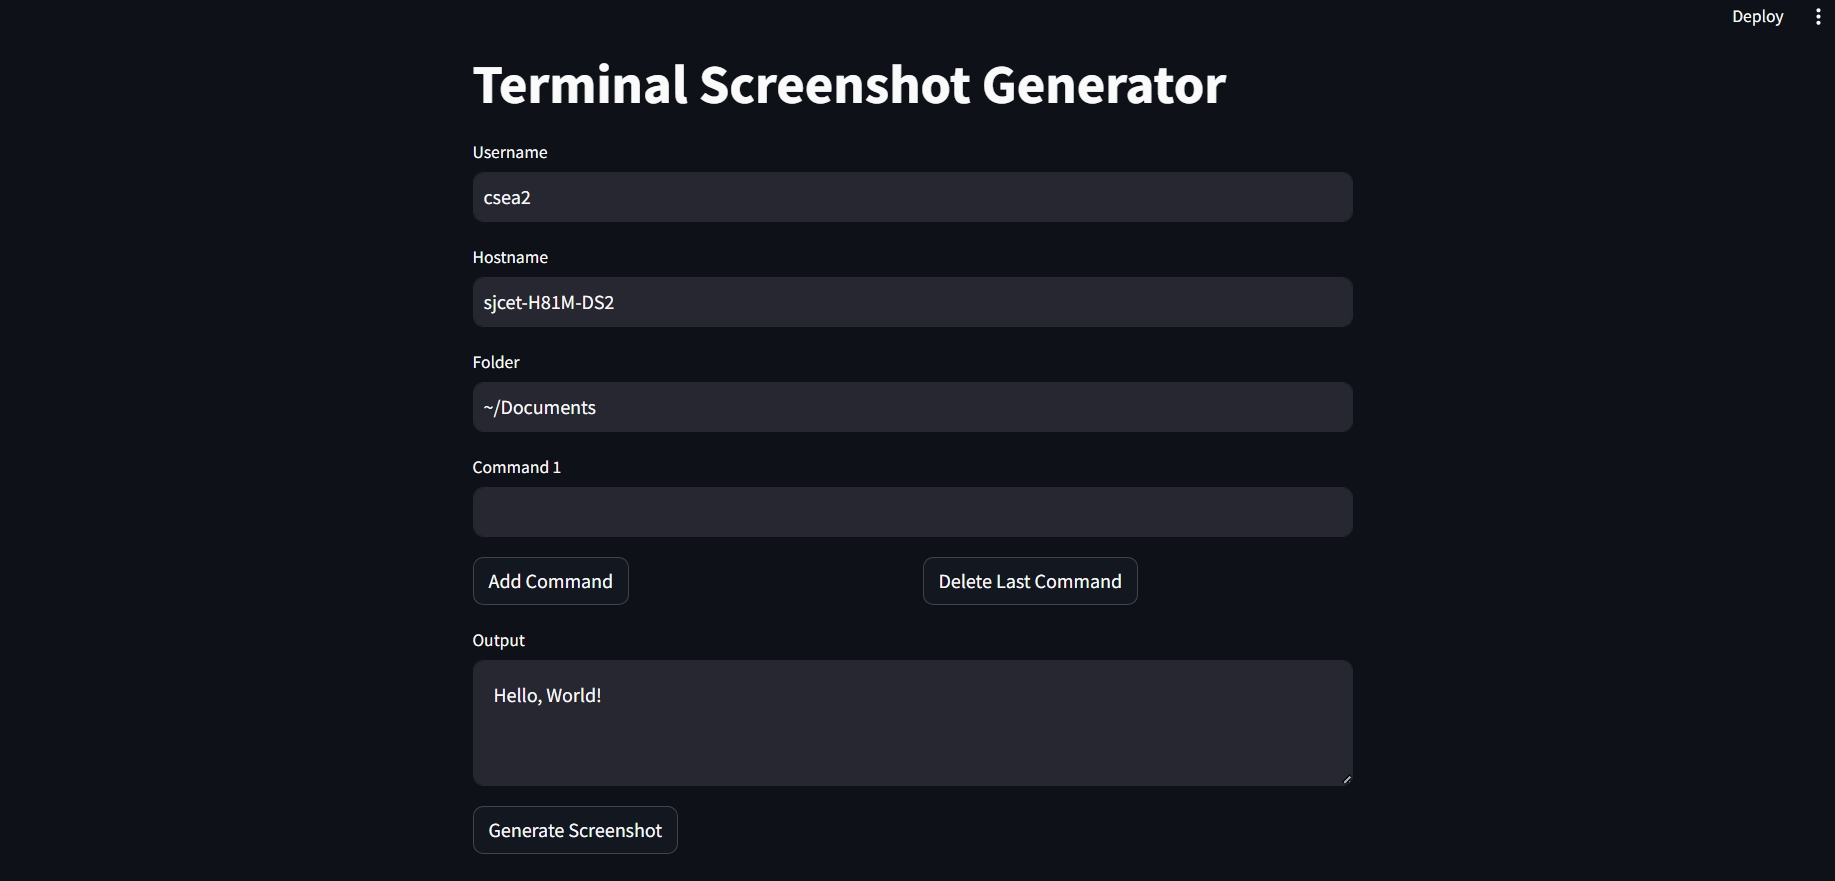 Deploy
Terminal Screenshot Generator
Username
csea2
Hostname
sjcet-H81M-DS2
Folder
~/Documents
Command 1
Add Command
Delete Last Command
Output
Hello, World!
Generate Screenshot